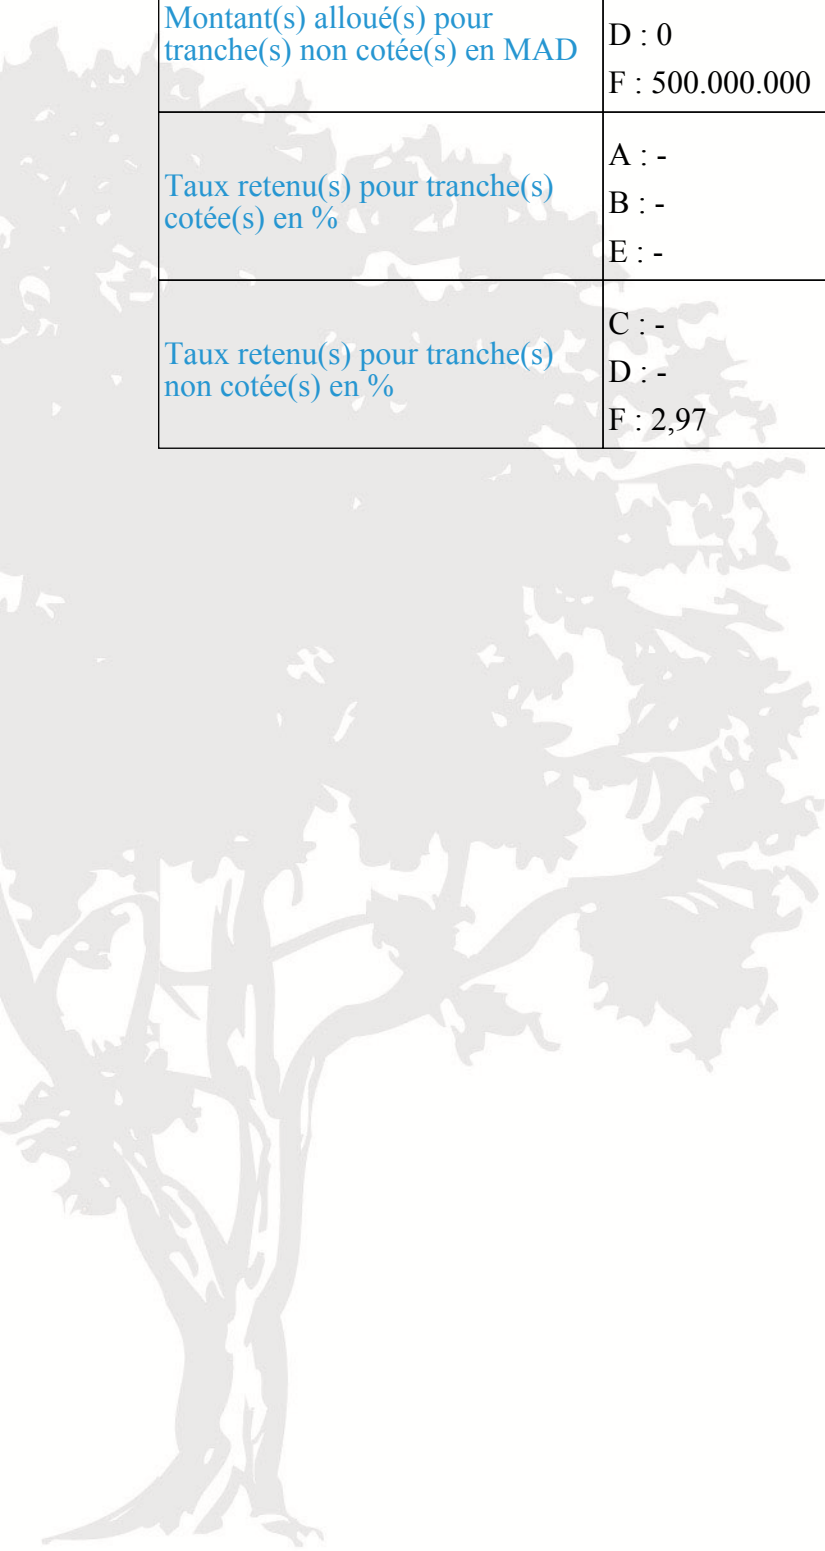 Montant(s) alloué(s) pour
tranche(s) non cotée(s) en MAD
D : 0
F : 500.000.000
Taux retenu(s) pour tranche(s)
cotée(s) en %
A : -
B : -
E : -
Taux retenu(s) pour tranche(s)
non cotée(s) en %
C : -
D : -
F : 2,97